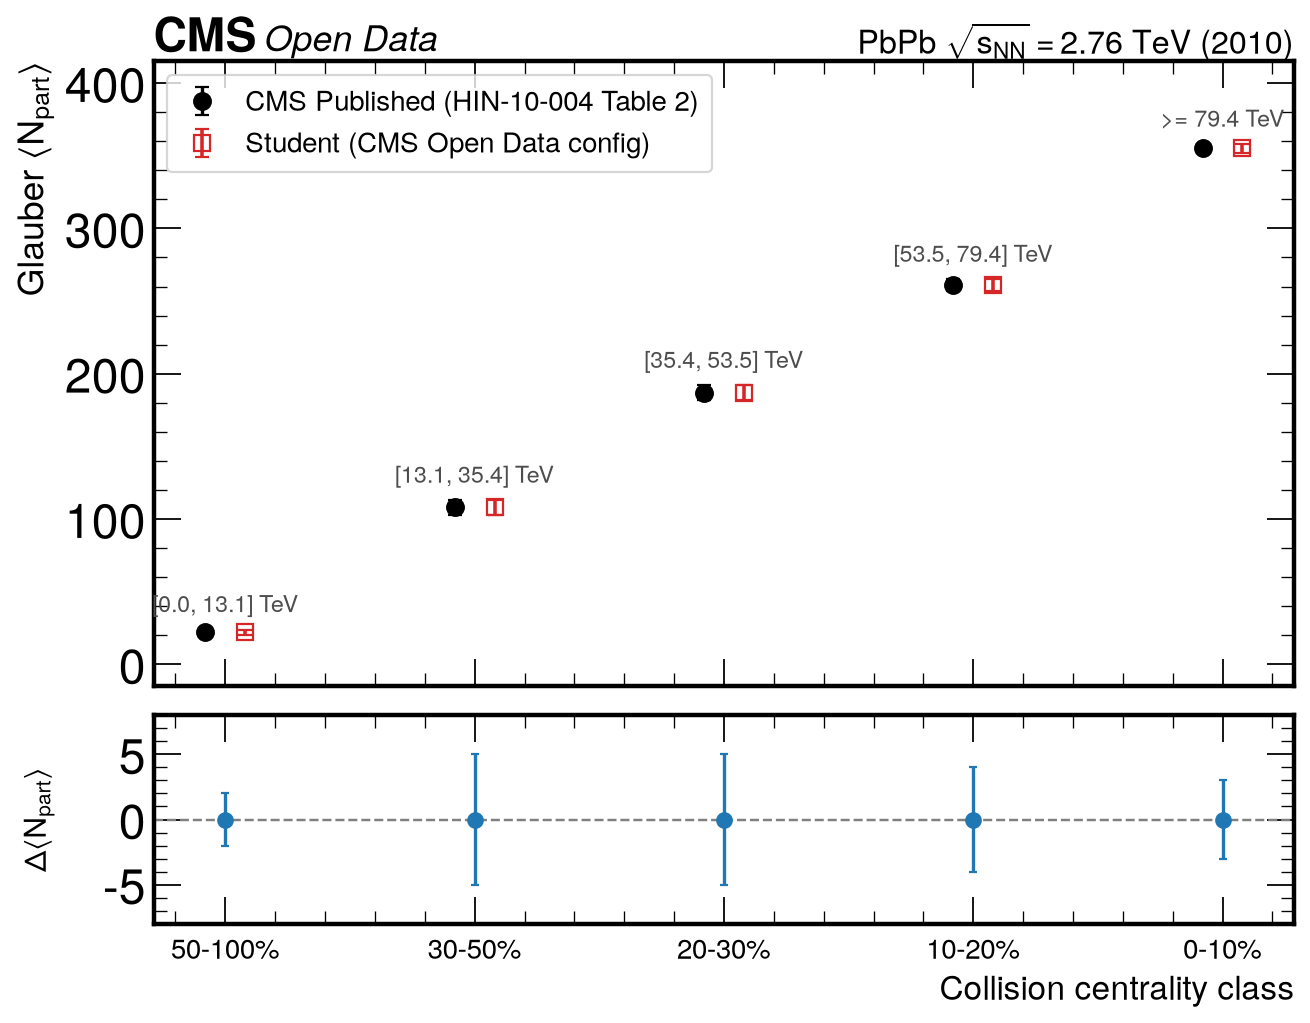 CMS Open Data
PbPb √sNN = 2.76 TeV (2010)
Glauber ⟨Npart⟩
400
300
200
100
0
CMS Published (HIN-10-004 Table 2)
Student (CMS Open Data config)
>= 79.4 TeV
[53.5, 79.4] TeV
[35.4, 53.5] TeV
[13.1, 35.4] TeV
[0.0, 13.1] TeV
Δ⟨Npart⟩
5
0
-5
50-100%
30-50%
20-30%
10-20%
0-10%
Collision centrality class